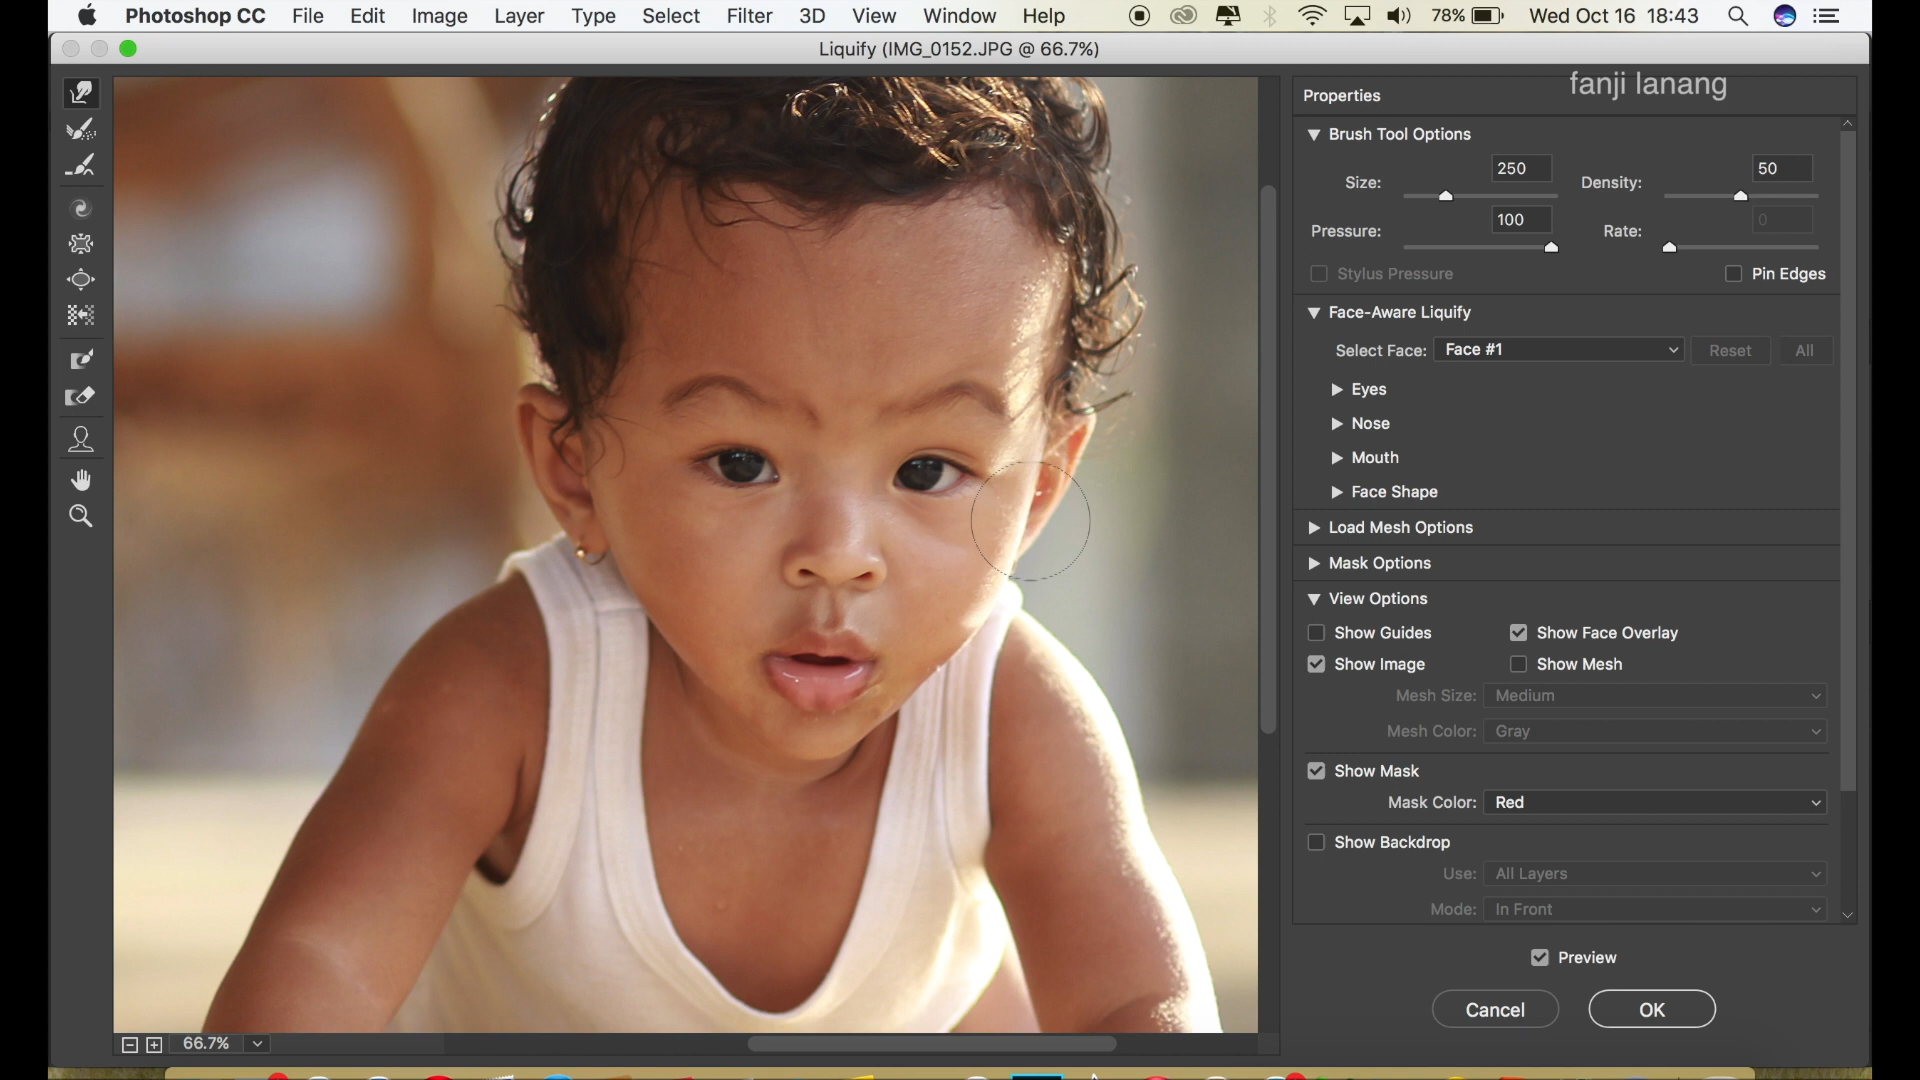 Photoshop CC File Edit Image Layer Type Select Filter 3D View Window Help 78% Wed Oct 16 18:43
Liquify (IMG_0152.JPG @ 66.7%)
fanji lanang
Properties
Brush Tool Options
Size: 250 Density: 50
Pressure: 100 Rate: 0
Stylus Pressure Pin Edges
Face-Aware Liquify
Select Face: Face #1 Reset All
Eyes
Nose
Mouth
Face Shape
Load Mesh Options
Mask Options
View Options
Show Guides Show Face Overlay
Show Image Show Mesh
Mesh Size: Medium
Mesh Color: Gray
Show Mask
Mask Color: Red
Show Backdrop
Use: All Layers
Mode: In Front
Preview
Cancel OK
66.7%